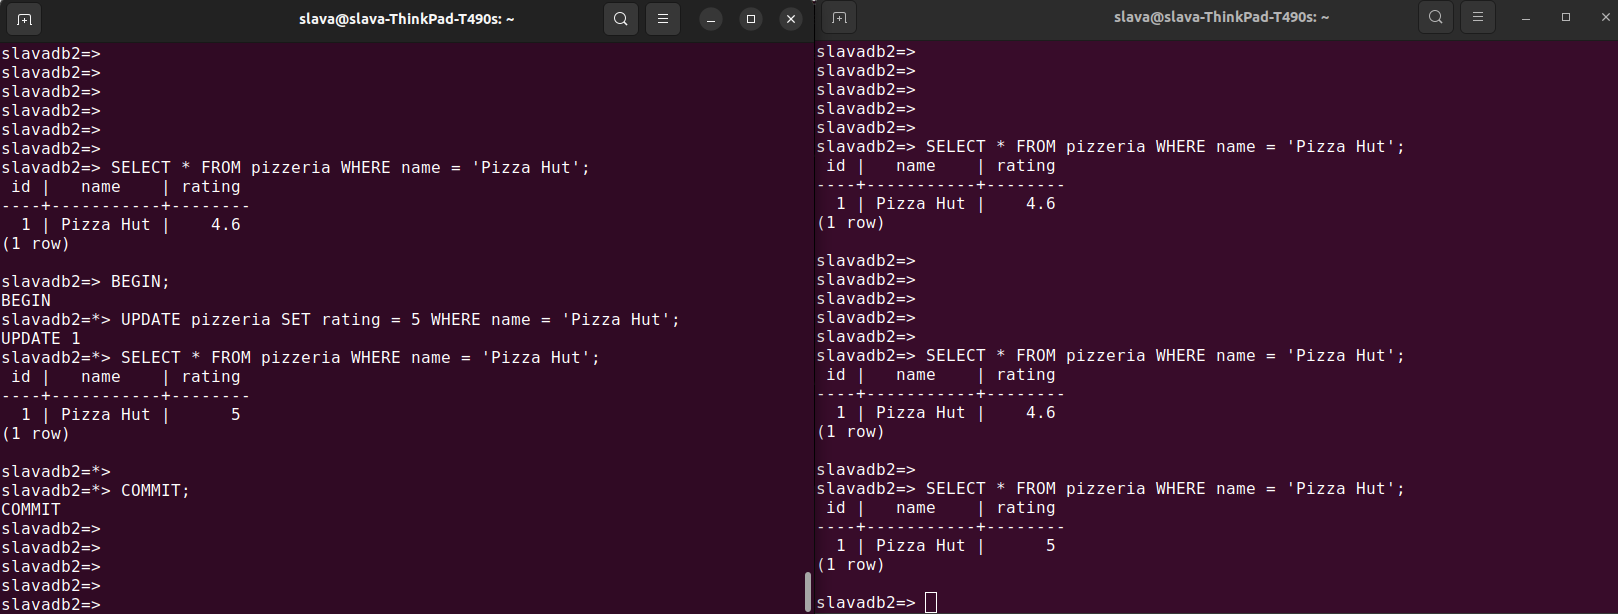 slava@slava-ThinkPad-T490s: ~
slavadb2=>
slavadb2=>
slavadb2=>
slavadb2=>
slavadb2=>
slavadb2=>
slavadb2=> SELECT * FROM pizzeria WHERE name = 'Pizza Hut';
 id |   name    | rating
----+-----------+--------
  1 | Pizza Hut |    4.6
(1 row)

slavadb2=> BEGIN;
BEGIN
slavadb2=*> UPDATE pizzeria SET rating = 5 WHERE name = 'Pizza Hut';
UPDATE 1
slavadb2=*> SELECT * FROM pizzeria WHERE name = 'Pizza Hut';
 id |   name    | rating
----+-----------+--------
  1 | Pizza Hut |      5
(1 row)

slavadb2=*>
slavadb2=*> COMMIT;
COMMIT
slavadb2=>
slavadb2=>
slavadb2=>
slavadb2=>
slavadb2=>
slava@slava-ThinkPad-T490s: ~
slavadb2=>
slavadb2=>
slavadb2=>
slavadb2=>
slavadb2=>
slavadb2=> SELECT * FROM pizzeria WHERE name = 'Pizza Hut';
 id |   name    | rating
----+-----------+--------
  1 | Pizza Hut |    4.6
(1 row)

slavadb2=>
slavadb2=>
slavadb2=>
slavadb2=>
slavadb2=>
slavadb2=> SELECT * FROM pizzeria WHERE name = 'Pizza Hut';
 id |   name    | rating
----+-----------+--------
  1 | Pizza Hut |    4.6
(1 row)

slavadb2=>
slavadb2=> SELECT * FROM pizzeria WHERE name = 'Pizza Hut';
 id |   name    | rating
----+-----------+--------
  1 | Pizza Hut |      5
(1 row)

slavadb2=>